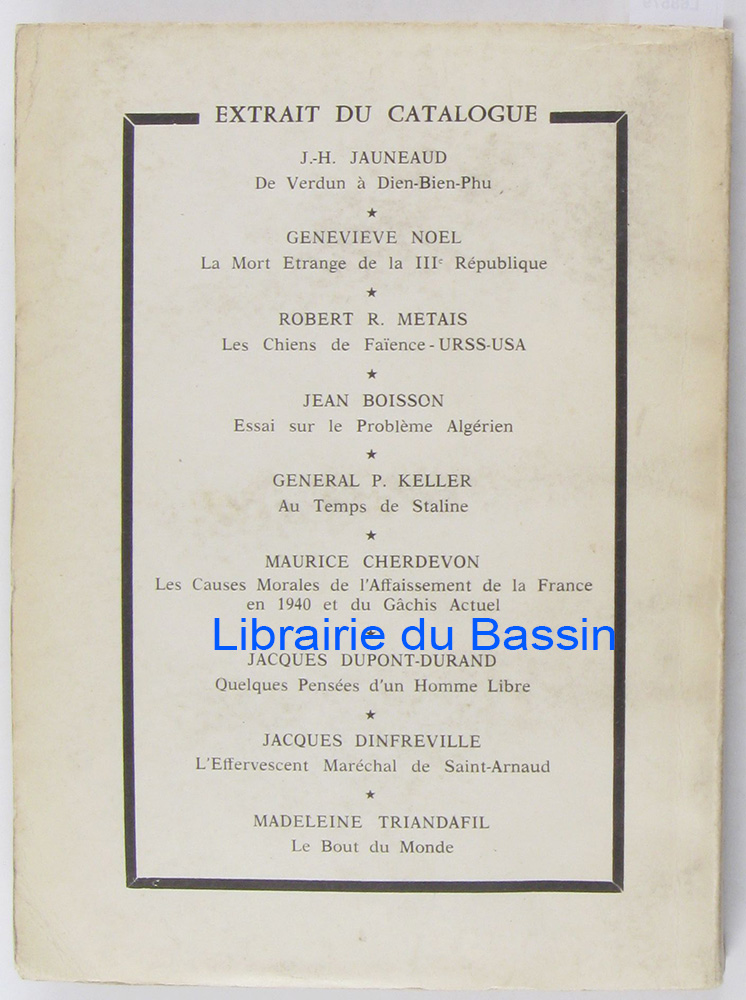 EXTRAIT DU CATALOGUE
J.-H. JAUNEAUD
De Verdun à Dien-Bien-Phu
★
GENEVIEVE NOEL
La Mort Etrange de la IIIe République
★
ROBERT R. METAIS
Les Chiens de Faïence - URSS-USA
★
JEAN BOISSON
Essai sur le Problème Algérien
★
GENERAL P. KELLER
Au Temps de Staline
★
MAURICE CHERDEVON
Les Causes Morales de l'Affaissement de la France
en 1940 et du Gâchis Actuel
★
Librairie du Bassin
JACQUES DUPONT-DURAND
Quelques Pensées d'un Homme Libre
★
JACQUES DINFREVILLE
L'Effervescent Maréchal de Saint-Arnaud
★
MADELEINE TRIANDAFIL
Le Bout du Monde